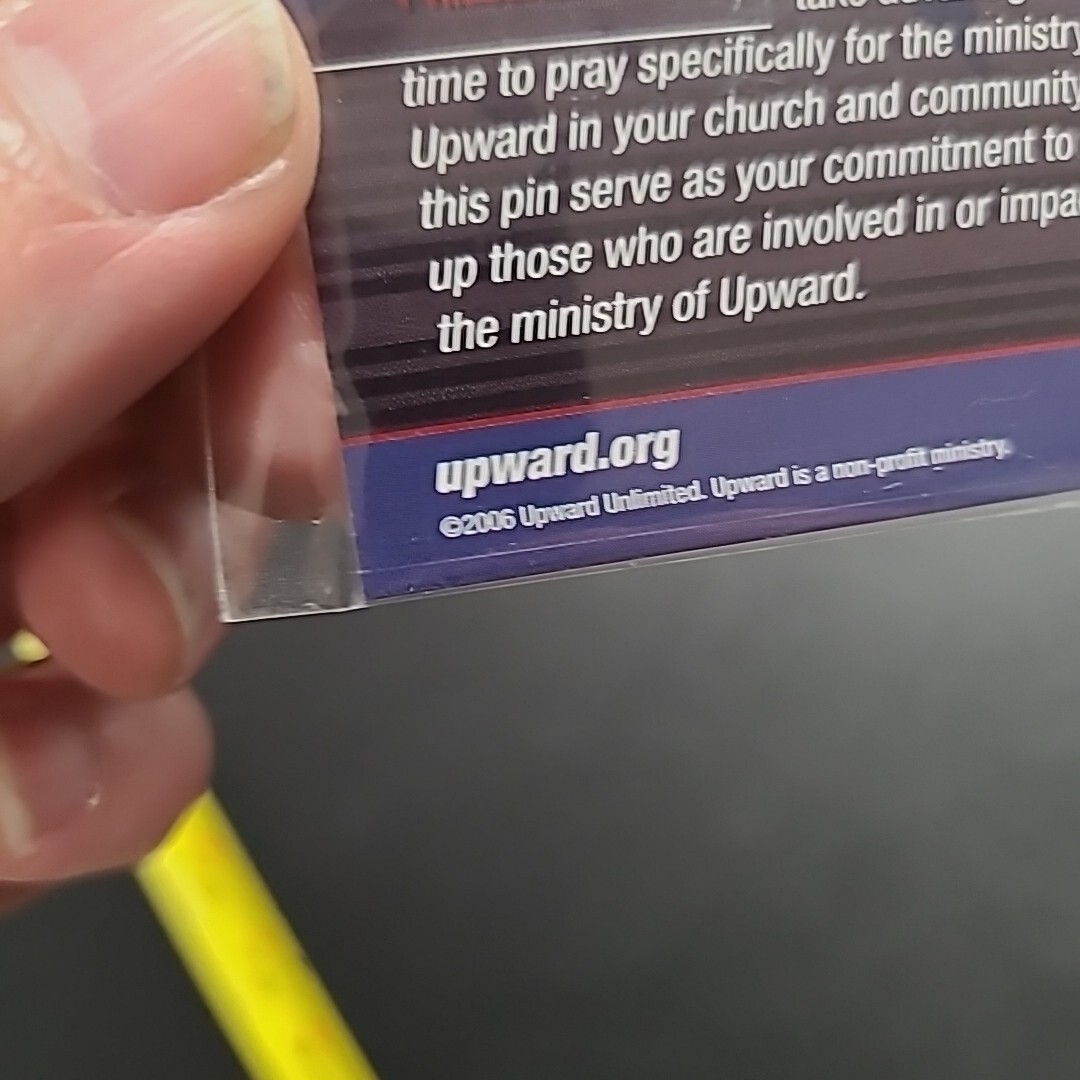 time to pray specifically for the ministry
Upward in your church and community
this pin serve as your commitment to
up those who are involved in or impa
the ministry of Upward.
upward.org
©2006 Upward Unlimited. Upward is a non-profit ministry.